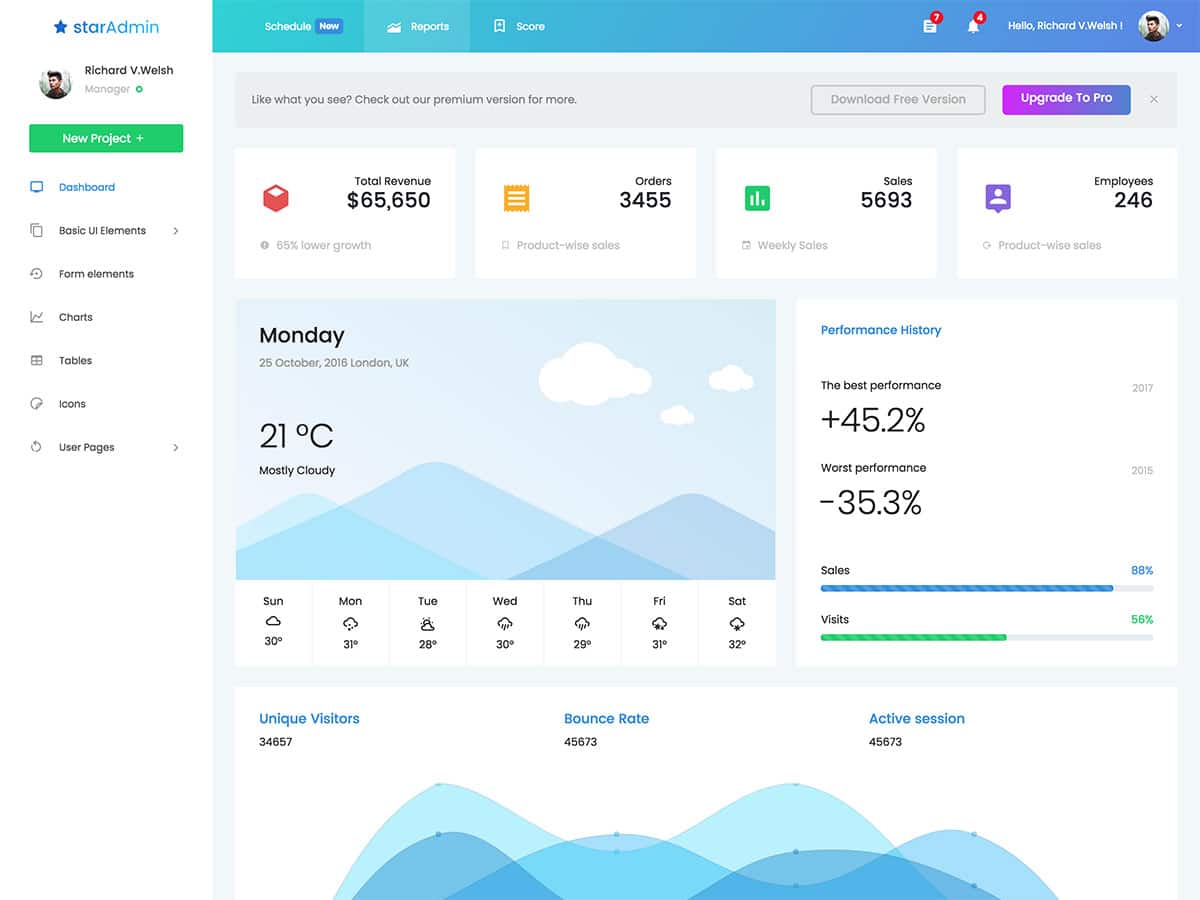 starAdmin
Richard V.Welsh
Manager
New Project +
Dashboard
Basic UI Elements
Form elements
Charts
Tables
Icons
User Pages
Schedule New
Reports
Score
7
4
Hello, Richard V.Welsh !
Like what you see? Check out our premium version for more.
Download Free Version
Upgrade To Pro
Total Revenue
$65,650
65% lower growth
Orders
3455
Product-wise sales
Sales
5693
Weekly Sales
Employees
246
Product-wise sales
Monday
25 October, 2016 London, UK
21 °C
Mostly Cloudy
Sun
30°
Mon
31°
Tue
28°
Wed
30°
Thu
29°
Fri
31°
Sat
32°
Performance History
The best performance 2017
+45.2%
Worst performance 2015
-35.3%
Sales 88%
Visits 56%
Unique Visitors
34657
Bounce Rate
45673
Active session
45673